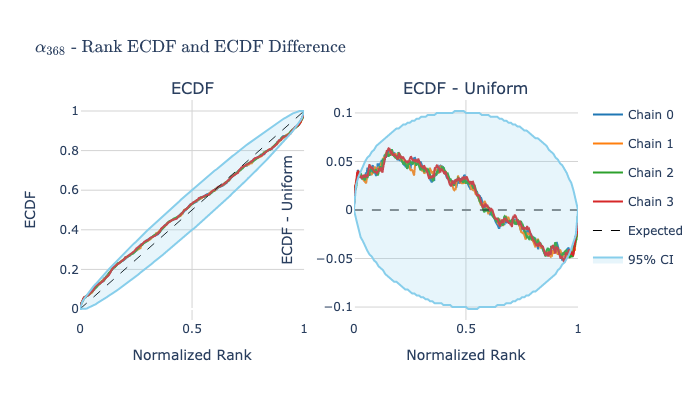 α₃₆₈ - Rank ECDF and ECDF Difference
ECDF
ECDF - Uniform
1
0.8
0.6
0.4
0.2
0
ECDF
0
0.5
1
Normalized Rank
0.1
0.05
0
−0.05
−0.1
ECDF - Uniform
0
0.5
1
Normalized Rank
Chain 0
Chain 1
Chain 2
Chain 3
Expected
95% CI